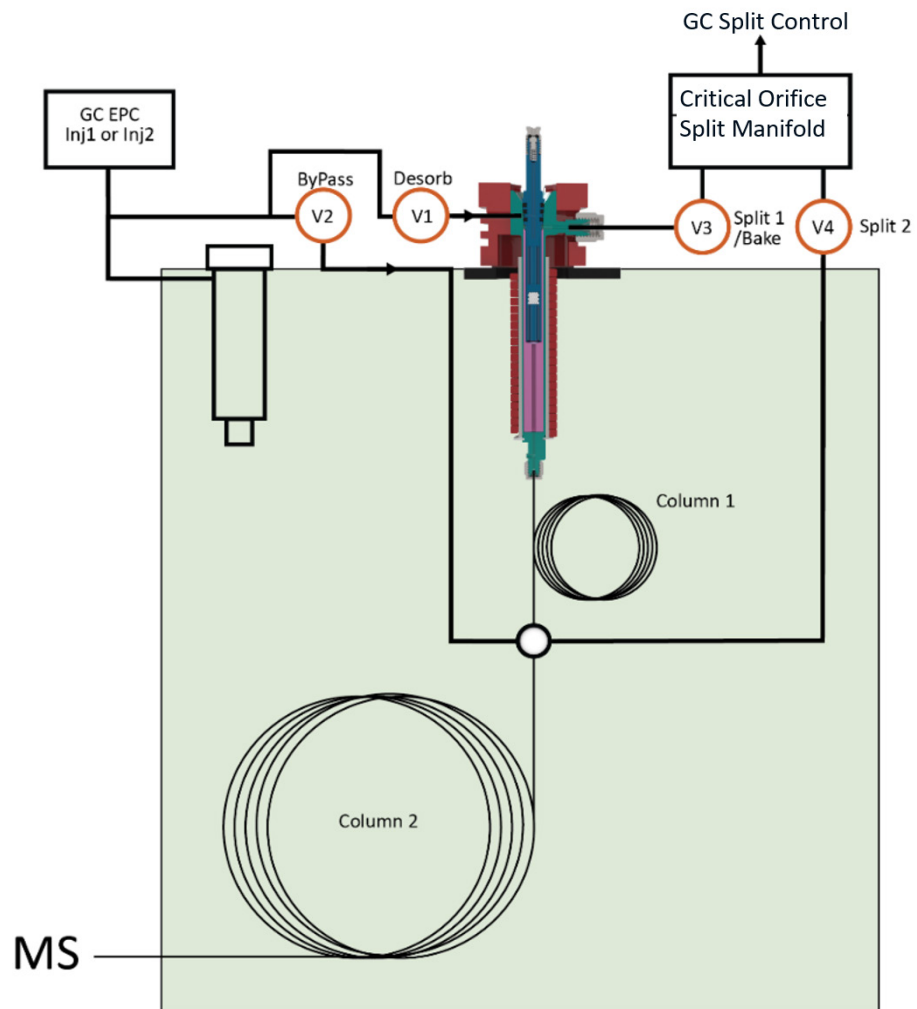 GC Split Control
GC EPC
Inj1 or Inj2
Critical Orifice
Split Manifold
ByPass
Desorb
V2
V1
V3
Split 1
/Bake
V4
Split 2
Column 1
Column 2
MS